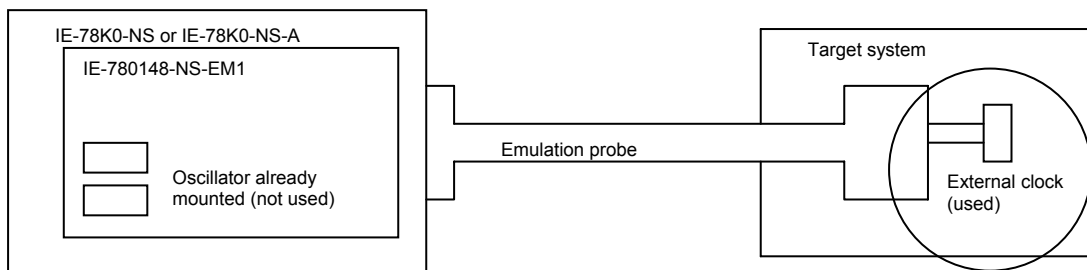 IE-78K0-NS or IE-78K0-NS-A
IE-780148-NS-EM1
Oscillator already
mounted (not used)
Emulation probe
Target system
External clock
(used)